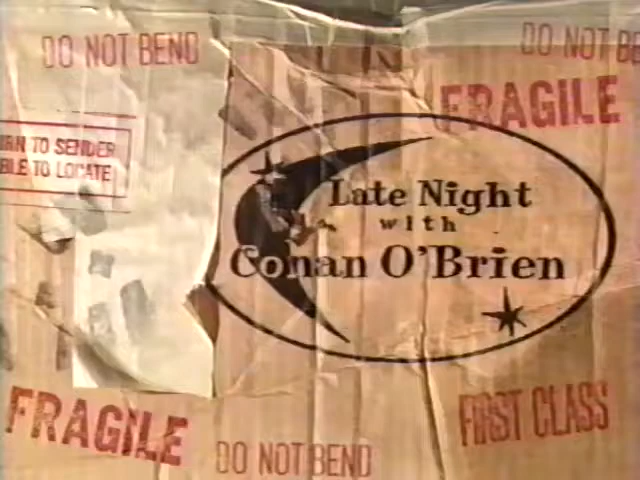 DO NOT BEND
DO NOT BE
FRAGILE
RN TO SENDER
BLE TO LOCATE
Late Night
with
Conan O'Brien
FRAGILE
DO NOT BEND
FIRST CLASS